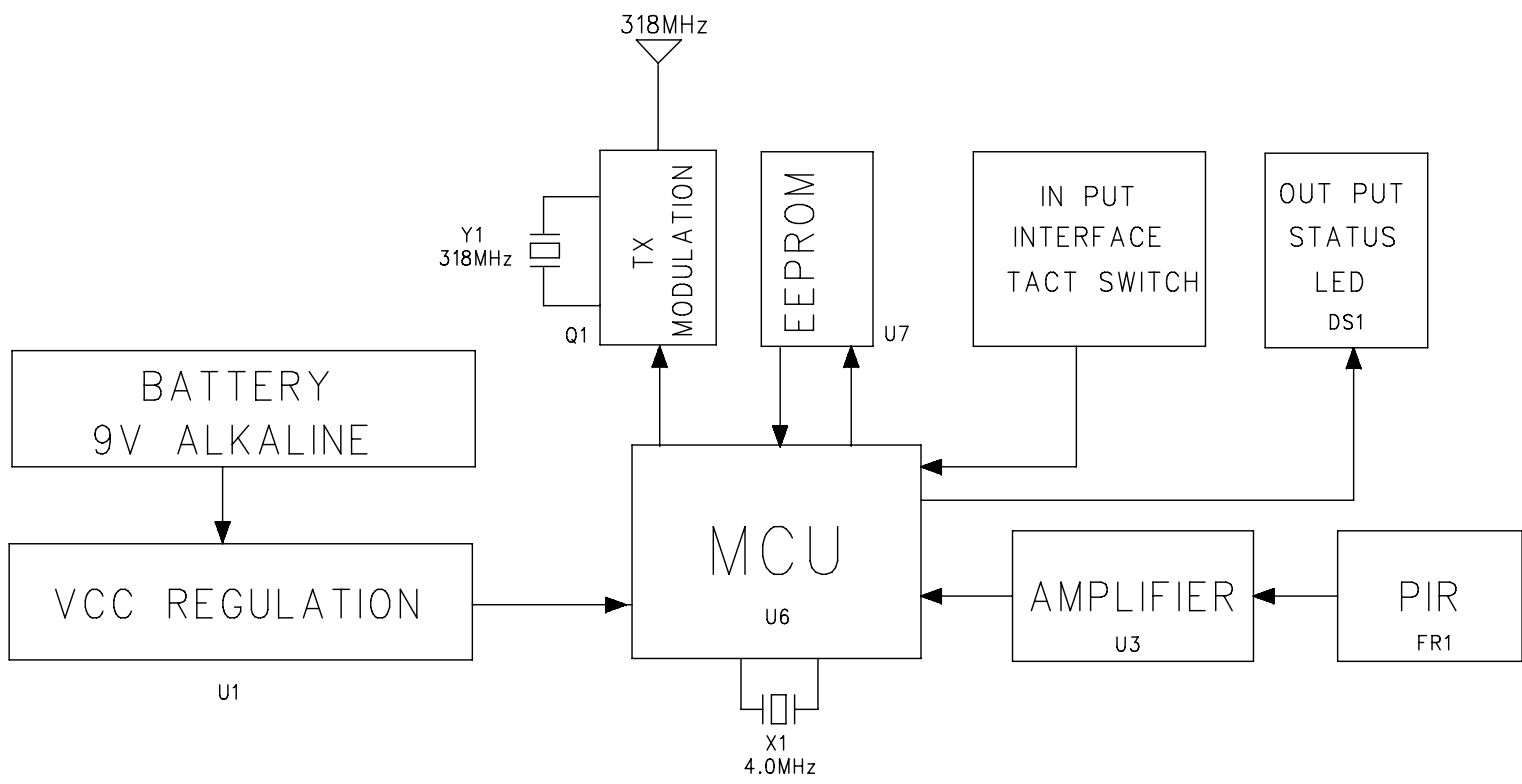 318MHz
TX
MODULATION
Y1
318MHz
Q1
EEPROM
U7
IN PUT
INTERFACE
TACT SWITCH
OUT PUT
STATUS
LED
DS1
BATTERY
9V ALKALINE
VCC REGULATION
U1
MCU
U6
AMPLIFIER
U3
PIR
FR1
X1
4.0MHz